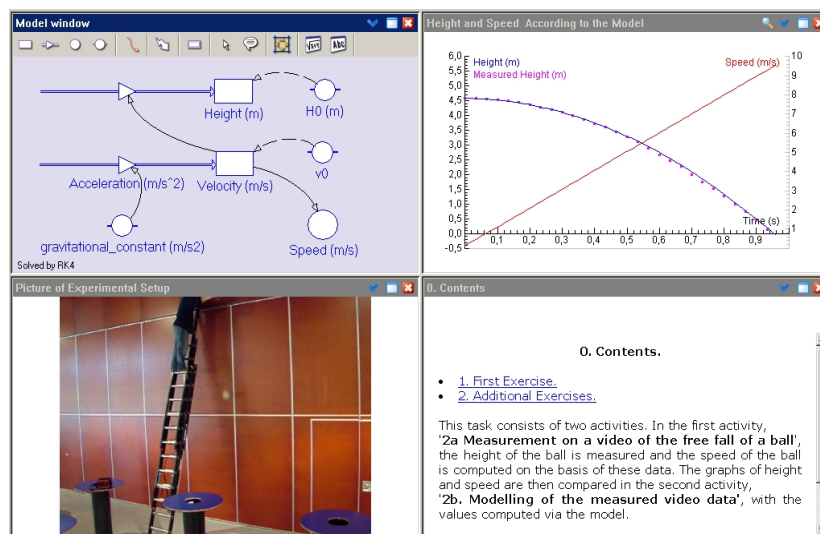 Model window
√xy Abc
Height (m)
H0 (m)
Acceleration (m/s^2)
Velocity (m/s)
v0
gravitational_constant (m/s2)
Speed (m/s)
Solved by RK4
Height and Speed According to the Model
6,0
5,5
5,0
4,5
4,0
3,5
3,0
2,5
2,0
1,5
1,0
0,5
0,0
-0,5
Height (m)
Measured Height (m)
Speed (m/s)
10
9
8
7
6
5
4
3
2
1
Time (s)
0,1 0,2 0,3 0,4 0,5 0,6 0,7 0,8 0,9
Picture of Experimental Setup
0. Contents
0. Contents.
• 1. First Exercise.
• 2. Additional Exercises.
This task consists of two activities. In the first activity,
'2a Measurement on a video of the free fall of a ball',
the height of the ball is measured and the speed of the ball
is computed on the basis of these data. The graphs of height
and speed are then compared in the second activity,
'2b. Modelling of the measured video data', with the
values computed via the model.